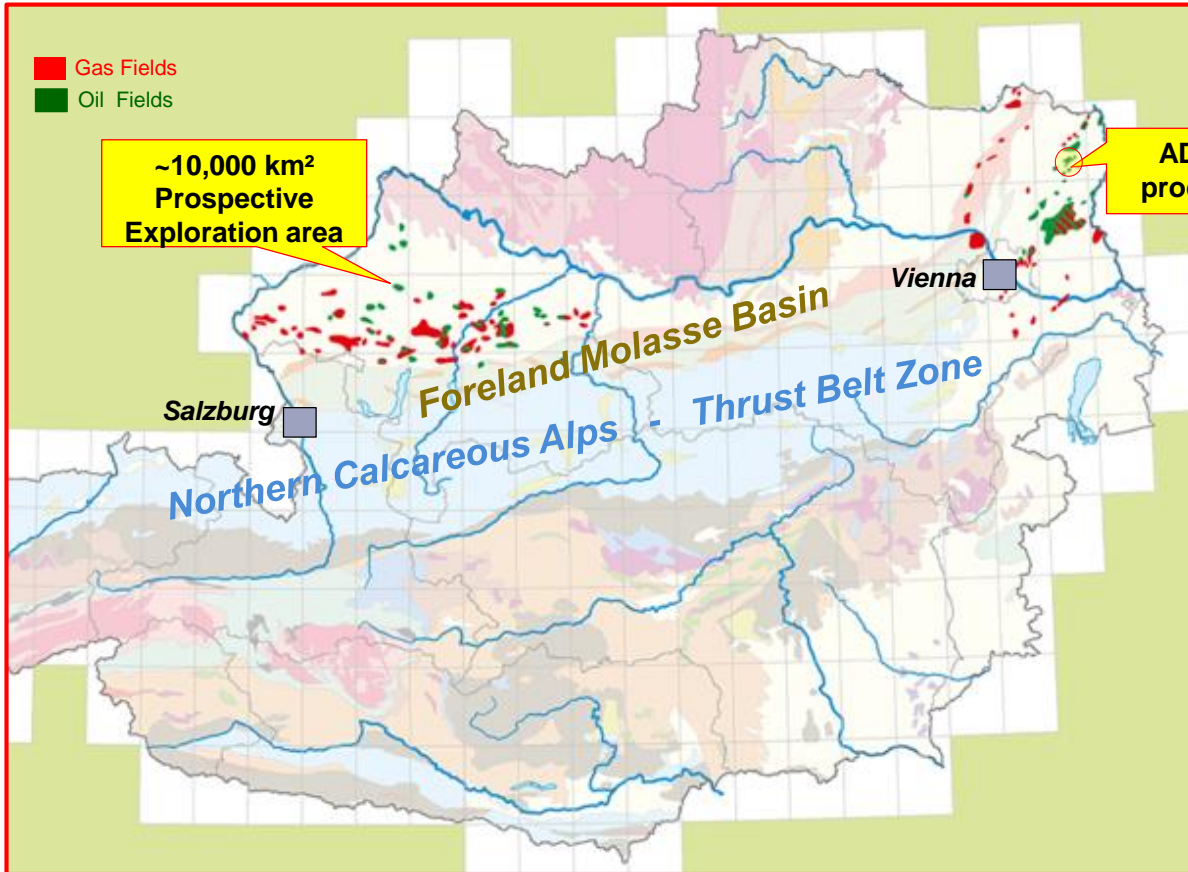 Gas Fields
Oil Fields
~10,000 km²
Prospective
Exploration area
AD
Vienna
Foreland Molasse Basin
Salzburg
Northern Calcareous Alps - Thrust Belt Zone